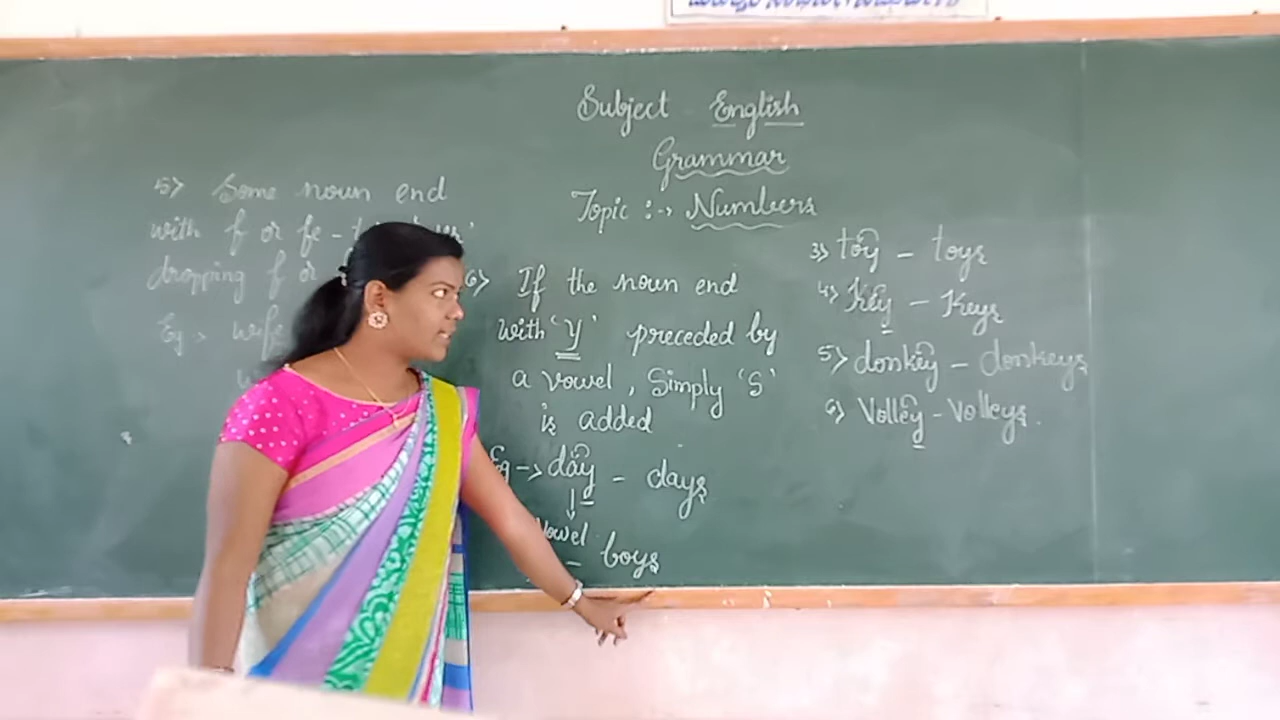 Subject English
Grammar
Topic :-> Numbers
5> Some noun end
with f or fe -
dropping f or
Eg :> wife
6> If the noun end
with 'y' preceded by
a vowel, Simply 'S'
is added
Eg -> day - days
vowel
- boys
3> toy - toys
4> Key - Keys
5> donkey - donkeys
6> Volley - Volleys.